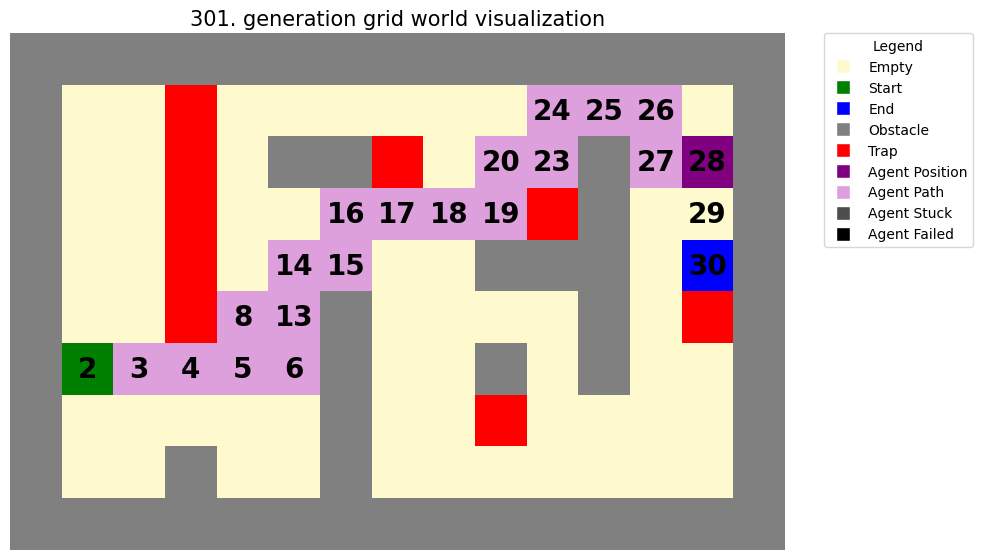 301. generation grid world visualization
Legend
Empty
Start
End
Obstacle
Trap
Agent Position
Agent Path
Agent Stuck
Agent Failed
24 25 26
20 23 27 28
16 17 18 19 29
14 15 30
8 13
2 3 4 5 6